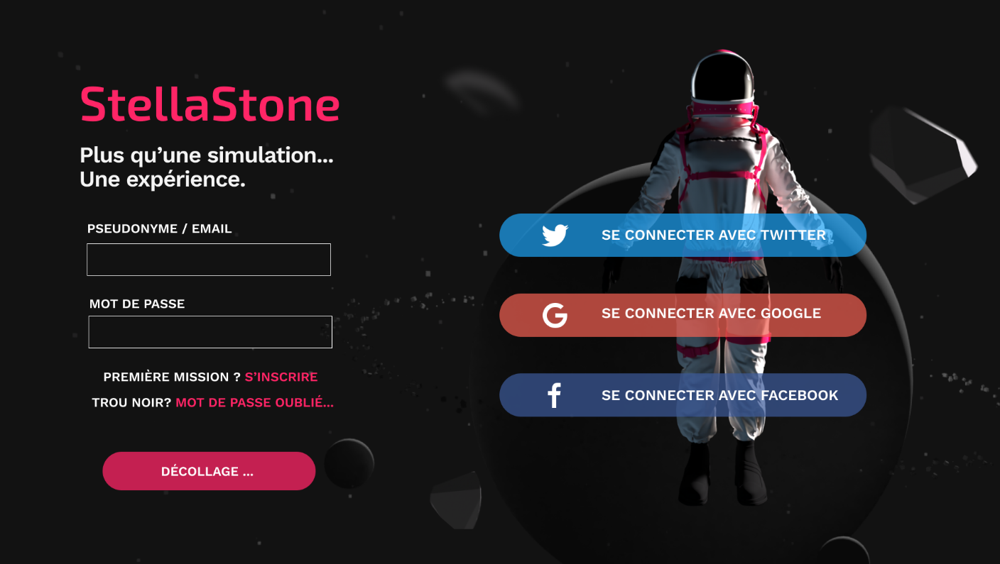 StellaStone
Plus qu’une simulation...
Une expérience.
PSEUDONYME / EMAIL
MOT DE PASSE
PREMIÈRE MISSION ? S’INSCRIRE
TROU NOIR? MOT DE PASSE OUBLIÉ...
DÉCOLLAGE ...
SE CONNECTER AVEC TWITTER
SE CONNECTER AVEC GOOGLE
SE CONNECTER AVEC FACEBOOK